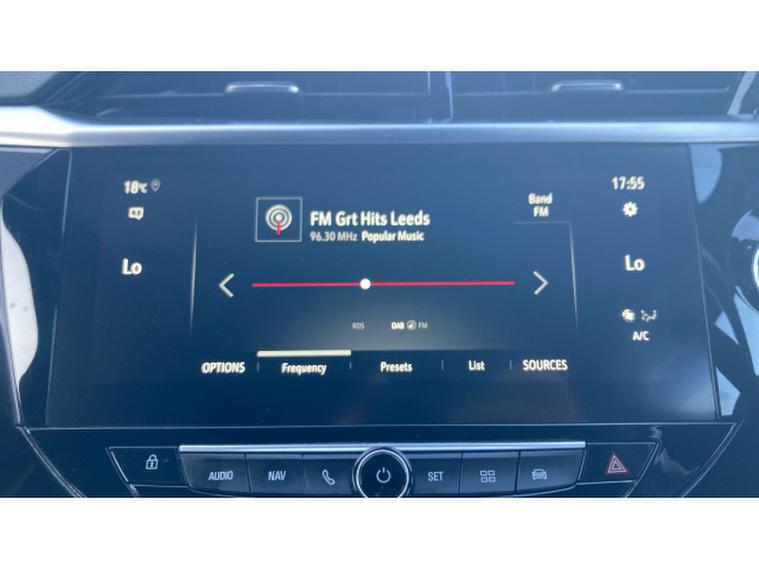 18°C
17:55
FM Grt Hits Leeds
96.30 MHz Popular Music
Band
FM
Lo
Lo
RDS DAB FM
A/C
OPTIONS Frequency Presets List SOURCES
AUDIO NAV SET